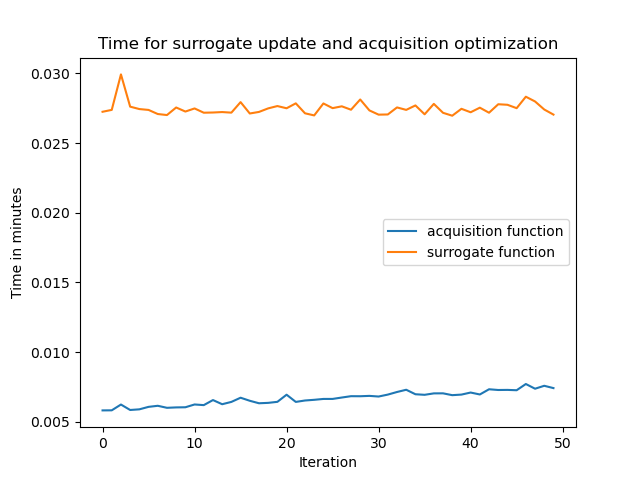 Time for surrogate update and acquisition optimization
0.030
0.025
0.020
0.015
0.010
0.005
Time in minutes
acquisition function
surrogate function
0 10 20 30 40 50
Iteration